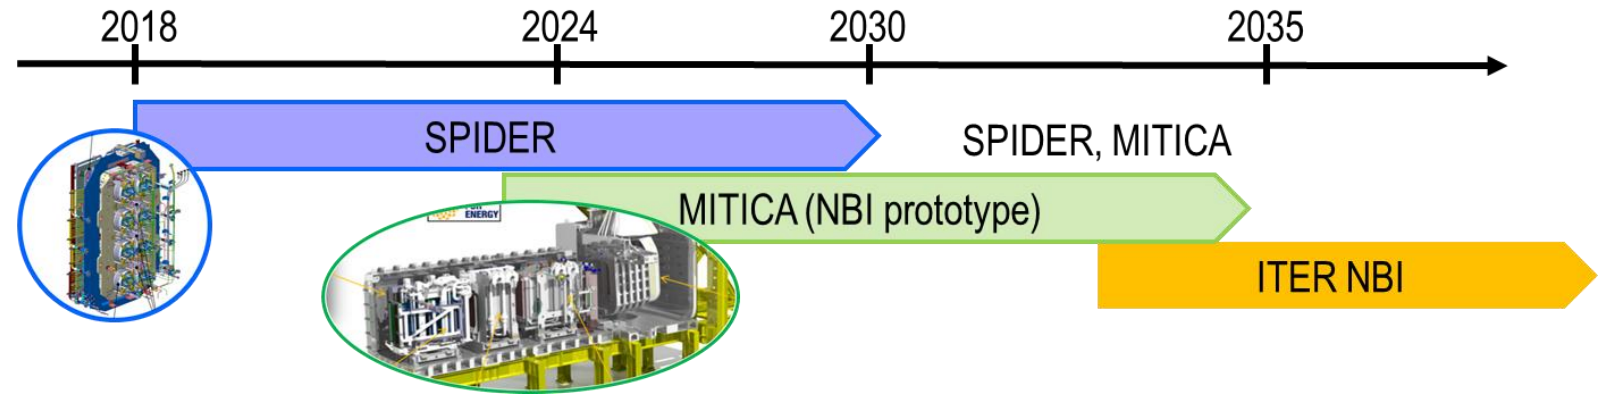 2018 2024 2030 2035
SPIDER
SPIDER, MITICA
MITICA (NBI prototype)
ENERGY
ITER NBI